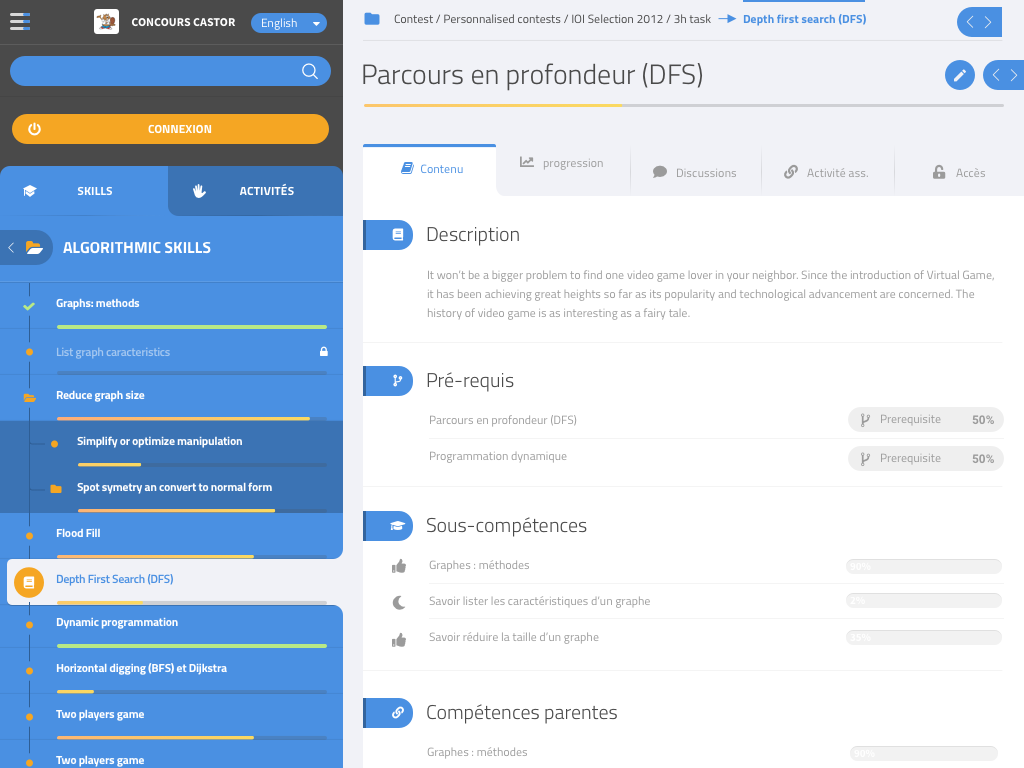 CONCOURS CASTOR
English
CONNEXION
SKILLS
ACTIVITÉS
ALGORITHMIC SKILLS
Graphs: methods
List graph caracteristics
Reduce graph size
Simplify or optimize manipulation
Spot symetry an convert to normal form
Flood Fill
Depth First Search (DFS)
Dynamic programmation
Horizontal digging (BFS) et Dijkstra
Two players game
Two players game
Contest / Personnalised contests / IOI Selection 2012 / 3h task
Depth first search (DFS)
Parcours en profondeur (DFS)
Contenu
progression
Discussions
Activité ass.
Accès
Description
It won't be a bigger problem to find one video game lover in your neighbor. Since the introduction of Virtual Game,
it has been achieving great heights so far as its popularity and technological advancement are concerned. The
history of video game is as interesting as a fairy tale.
Pré-requis
Parcours en profondeur (DFS)
Prerequisite 50%
Programmation dynamique
Prerequisite 50%
Sous-compétences
Graphes : méthodes
Savoir lister les caractéristiques d'un graphe
2%
Savoir réduire la taille d'un graphe
35%
Compétences parentes
Graphes : méthodes